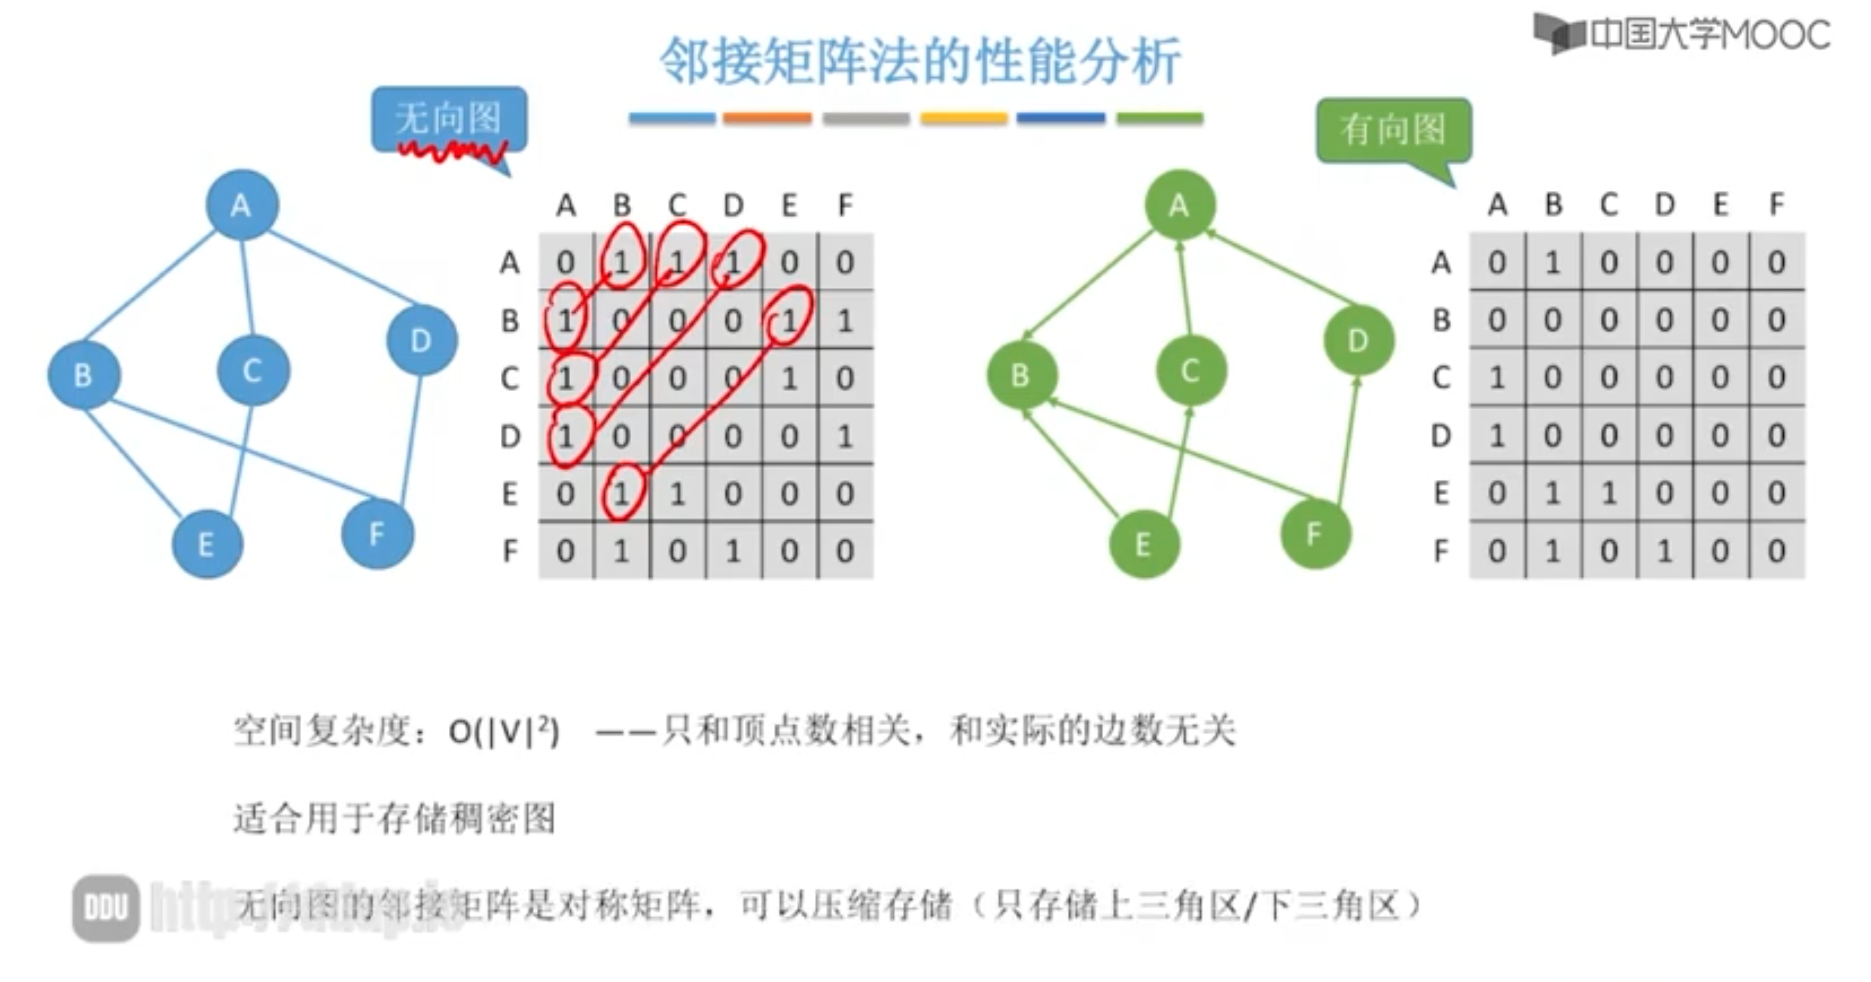 中国大学MOOC
邻接矩阵法的性能分析
无向图
有向图
A
B
C
D
E
F
A B C D E F
A 0 1 1 1 0 0
B 1 0 0 0 1 1
C 1 0 0 0 1 0
D 1 0 0 0 0 1
E 0 1 1 0 0 0
F 0 1 0 1 0 0
A
B
C
D
E
F
A B C D E F
A 0 1 0 0 0 0
B 0 0 0 0 0 0
C 1 0 0 0 0 0
D 1 0 0 0 0 0
E 0 1 1 0 0 0
F 0 1 0 1 0 0
空间复杂度：O(|V|²) ——只和顶点数相关，和实际的边数无关
适合用于存储稠密图
无向图的邻接矩阵是对称矩阵，可以压缩存储（只存储上三角区/下三角区）
DDU